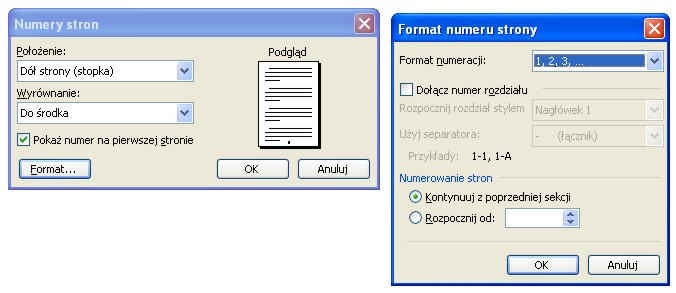 Numery stron
Położenie:
Podgląd
Dół strony (stopka)
Wyrównanie:
Do środka
Pokaż numer na pierwszej stronie
Format...
OK
Anuluj
Format numeru strony
Format numeracji:
1, 2, 3, ...
Dołącz numer rozdziału
Rozpocznij rozdział stylem
Nagłówek 1
Użyj separatora:
- (łącznik)
Przykłady: 1-1, 1-A
Numerowanie stron
Kontynuuj z poprzedniej sekcji
Rozpocznij od:
OK
Anuluj